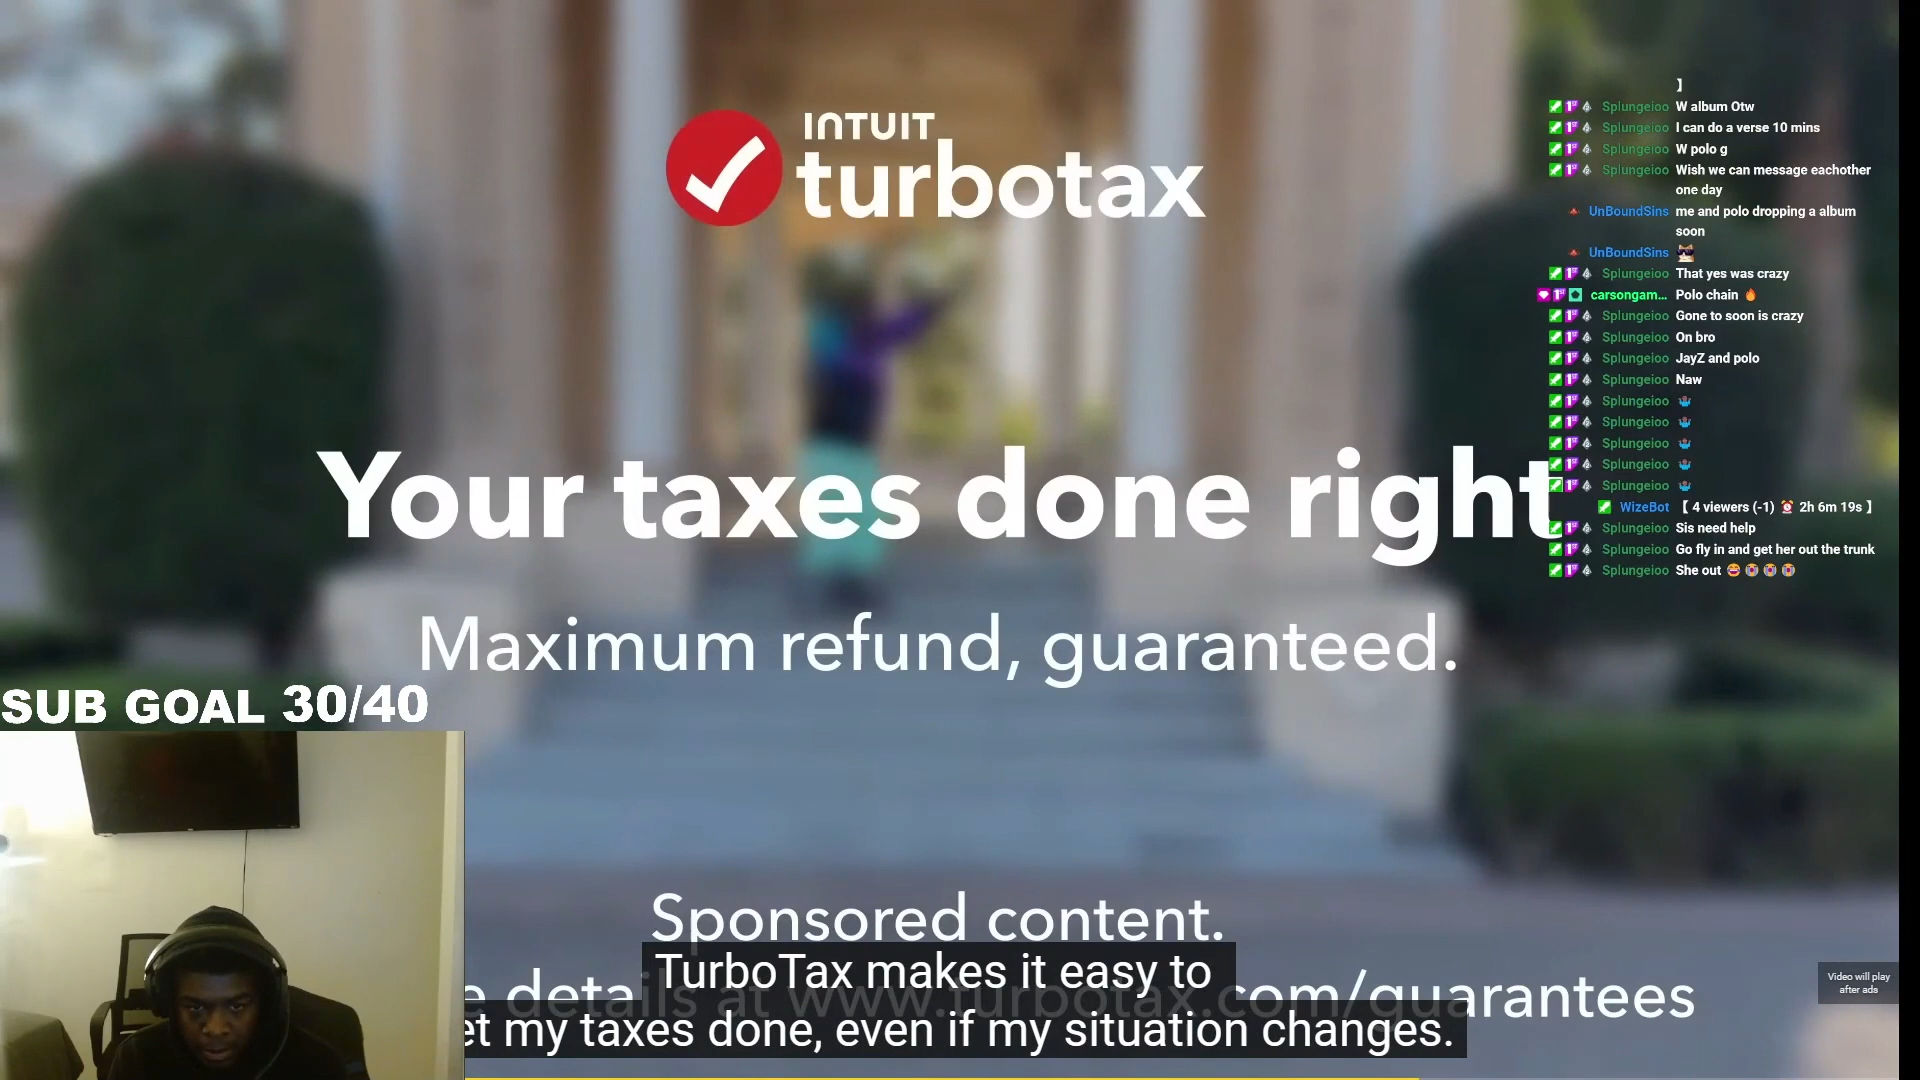 INTUIT
turbotax
Your taxes done right
Maximum refund, guaranteed.
Sponsored content.
details at www.turbotax.com/guarantees
TurboTax makes it easy to
et my taxes done, even if my situation changes.
SUB GOAL 30/40
】
Splungeioo W album Otw
Splungeioo I can do a verse 10 mins
Splungeioo W polo g
Splungeioo Wish we can message eachother
one day
UnBoundSins me and polo dropping a album
soon
UnBoundSins
Splungeioo That yes was crazy
carsongam... Polo chain 🔥
Splungeioo Gone to soon is crazy
Splungeioo On bro
Splungeioo JayZ and polo
Splungeioo Naw
Splungeioo
Splungeioo
Splungeioo
Splungeioo
Splungeioo
WizeBot 【 4 viewers (-1) ⏰ 2h 6m 19s 】
Splungeioo Sis need help
Splungeioo Go fly in and get her out the trunk
Splungeioo She out 😂 😭 😭 😭
Video will play
after ads